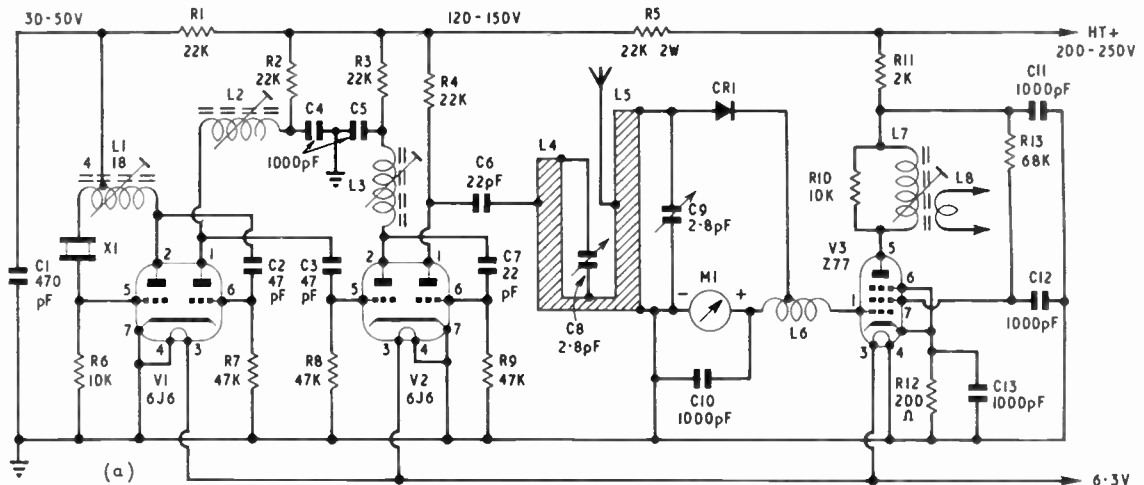 30-50V
R1
22K
120-150V
R5
22K 2W
HT+
200-250V
R2
22K
R3
22K
R4
22K
R11
2K
C11
1000pF
L2
C4
C5
1000pF
L5
CR1
L1
4 18
L3
C6
22pF
L4
L7
R13
68K
R10
10K
L8
C9
2·8pF
X1
C1
470
pF
2
1
C2
47
pF
C3
47
pF
2
1
C7
22
pF
V3
Z77
5
6
7
C12
1000pF
5
6
7
4
3
5
6
7
3
4
C8
2·8pF
-
M1
+
L6
1
3
4
R6
10K
V1
6J6
R7
47K
R8
47K
V2
6J6
R9
47K
C10
1000pF
R12
200
Ω
C13
1000pF
(a)
6·3V